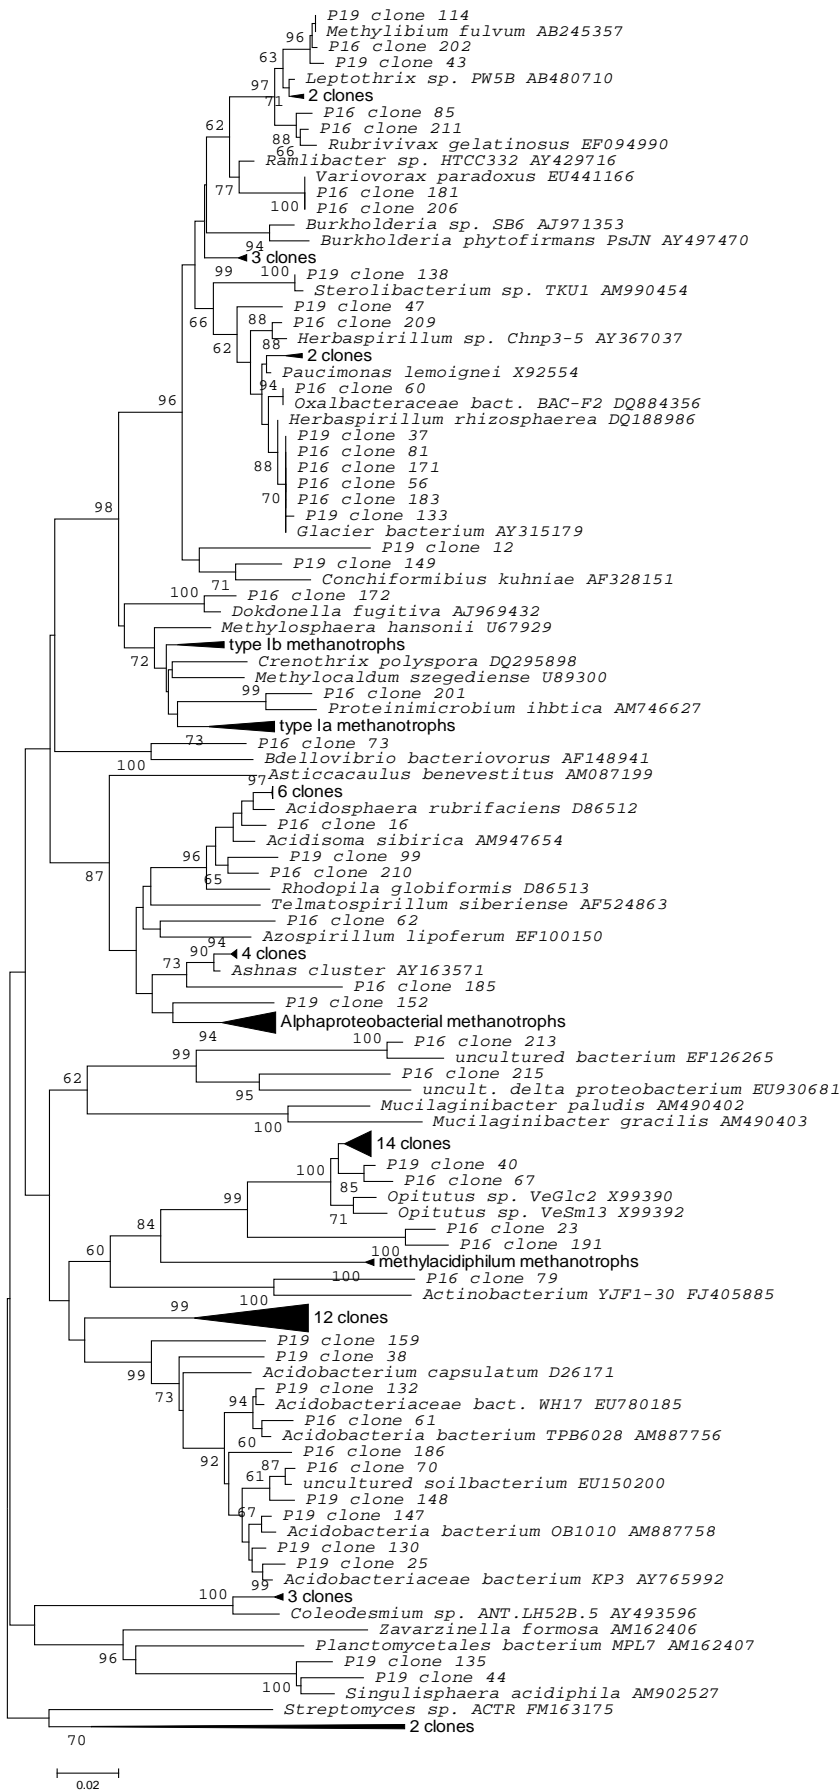 P19 clone 114
96
Methylibium fulvum AB245357
P16 clone 202
63
P19 clone 43
Leptothrix sp. PW5B AB480710
97
71
2 clones
P16 clone 85
62
P16 clone 211
88
Rubrivivax gelatinosus EF094990
66
Ramlibacter sp. HTCC332 AY429716
Variovorax paradoxus EU441166
77
P16 clone 181
100
P16 clone 206
Burkholderia sp. SB6 AJ971353
Burkholderia phytofirmans PsJN AY497470
94
3 clones
99
100
P19 clone 138
Sterolibacterium sp. TKU1 AM990454
P19 clone 47
66
88
P16 clone 209
62
Herbaspirillum sp. Chnp3-5 AY367037
88
2 clones
Paucimonas lemoignei X92554
94
P16 clone 60
96
Oxalbacteraceae bact. BAC-F2 DQ884356
Herbaspirillum rhizosphaerea DQ188986
P19 clone 37
P16 clone 81
88
P16 clone 171
P16 clone 56
70
P16 clone 183
98
P19 clone 133
Glacier bacterium AY315179
P19 clone 12
P19 clone 149
71
Conchiformibius kuhniae AF328151
100
P16 clone 172
Dokdonella fugitiva AJ969432
Methylosphaera hansonii U67929
type Ib methanotrophs
72
Crenothrix polyspora DQ295898
Methylocaldum szegediense U89300
99
P16 clone 201
Proteinimicrobium ihbtica AM746627
type Ia methanotrophs
73
P16 clone 73
Bdellovibrio bacteriovorus AF148941
100
Asticcacaulus benevestitus AM087199
97
6 clones
Acidosphaera rubrifaciens D86512
P16 clone 16
Acidisoma sibirica AM947654
96
P19 clone 99
87
65
P16 clone 210
Rhodopila globiformis D86513
Telmatospirillum siberiense AF524863
P16 clone 62
Azospirillum lipoferum EF100150
90
94
4 clones
73
Ashnas cluster AY163571
P16 clone 185
P19 clone 152
Alphaproteobacterial methanotrophs
94
100
P16 clone 213
99
uncultured bacterium EF126265
62
P16 clone 215
95
uncult. delta proteobacterium EU930681
Mucilaginibacter paludis AM490402
100
Mucilaginibacter gracilis AM490403
14 clones
100
P19 clone 40
P16 clone 67
85
Opitutus sp. VeGlc2 X99390
99
71
Opitutus sp. VeSm13 X99392
84
P16 clone 23
P16 clone 191
60
100
methylacidiphilum methanotrophs
100
P16 clone 79
Actinobacterium YJF1-30 FJ405885
99
100
12 clones
P19 clone 159
P19 clone 38
99
Acidobacterium capsulatum D26171
73
P19 clone 132
94
Acidobacteriaceae bact. WH17 EU780185
P16 clone 61
Acidobacteria bacterium TPB6028 AM887756
60
P16 clone 186
92
87
P16 clone 70
61
uncultured soilbacterium EU150200
P19 clone 148
67
P19 clone 147
Acidobacteria bacterium OB1010 AM887758
P19 clone 130
P19 clone 25
Acidobacteriaceae bacterium KP3 AY765992
99
100
3 clones
Coleodesmium sp. ANT.LH52B.5 AY493596
Zavarzinella formosa AM162406
Planctomycetales bacterium MPL7 AM162407
96
P19 clone 135
P19 clone 44
100
Singulisphaera acidiphila AM902527
Streptomyces sp. ACTR FM163175
2 clones
70
0.02